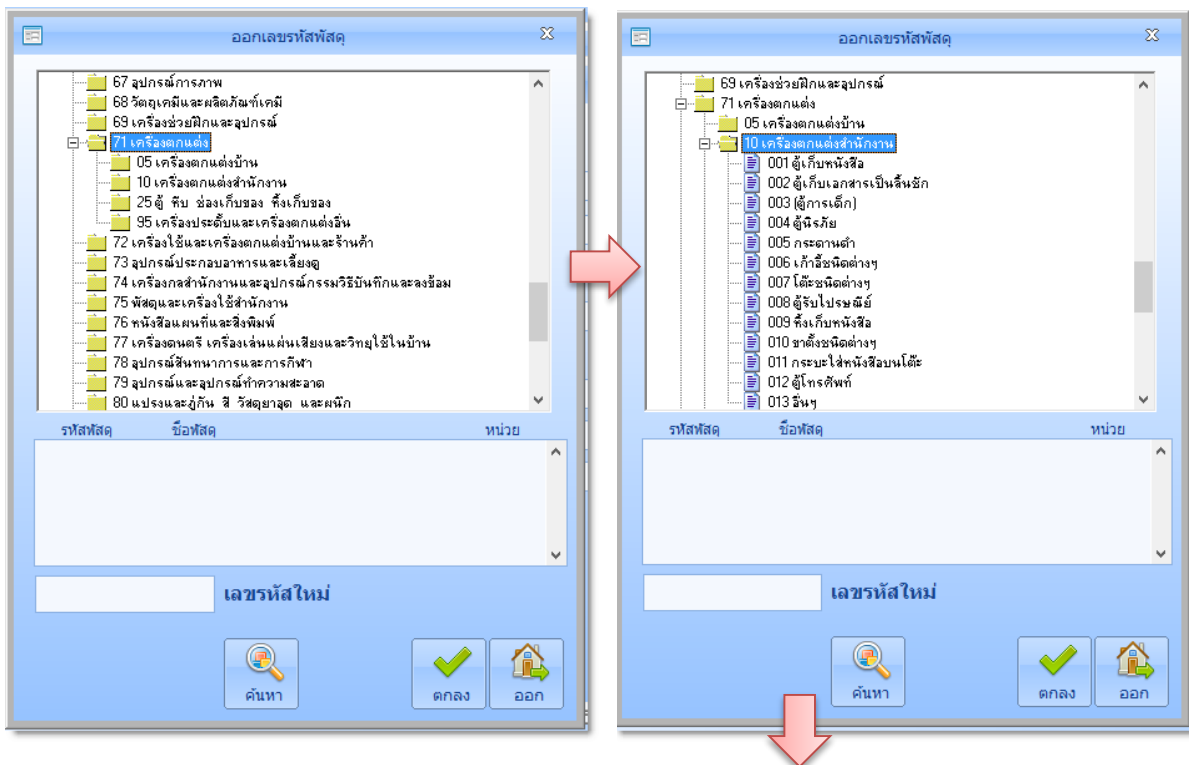 ออกเลขรหัสพัสดุ
67 อุปกรณ์การภาพ
68 วัตถุเคมีและผลิตภัณฑ์เคมี
69 เครื่องช่วยฝึกและอุปกรณ์
71 เครื่องตกแต่ง
05 เครื่องตกแต่งบ้าน
10 เครื่องตกแต่งสำนักงาน
25 ตู้ หีบ ช่องเก็บของ หิ้งเก็บของ
95 เครื่องประดับและเครื่องตกแต่งอื่น
72 เครื่องใช้และเครื่องตกแต่งบ้านและร้านค้า
73 อุปกรณ์ประกอบอาหารและเลี้ยงดู
74 เครื่องกลสำนักงานและอุปกรณ์กรรมวิธีบันทึกและลงข้อม
75 พัสดุและเครื่องใช้สำนักงาน
76 หนังสือแผนที่และสิ่งพิมพ์
77 เครื่องดนตรี เครื่องเล่นแผ่นเสียงและวิทยุใช้ในบ้าน
78 อุปกรณ์สันทนาการและการกีฬา
79 อุปกรณ์และอุปกรณ์ทำความสะอาด
80 แปรงและภู่กัน สี วัสดุยาอุด และผนึก
รหัสพัสดุ ชื่อพัสดุ หน่วย
เลขรหัสใหม่
ค้นหา ตกลง ออก
ออกเลขรหัสพัสดุ
69 เครื่องช่วยฝึกและอุปกรณ์
71 เครื่องตกแต่ง
05 เครื่องตกแต่งบ้าน
10 เครื่องตกแต่งสำนักงาน
001 ตู้เก็บหนังสือ
002 ตู้เก็บเอกสารเป็นลิ้นชัก
003 (ตู้การเด็ก)
004 ตู้นิรภัย
005 กระดานดำ
006 เก้าอี้ชนิดต่างๆ
007 โต๊ะชนิดต่างๆ
008 ตู้รับไปรษณีย์
009 หิ้งเก็บหนังสือ
010 ขาตั้งชนิดต่างๆ
011 กระบะใส่หนังสือบนโต๊ะ
012 ตู้โทรศัพท์
013 อื่นๆ
รหัสพัสดุ ชื่อพัสดุ หน่วย
เลขรหัสใหม่
ค้นหา ตกลง ออก